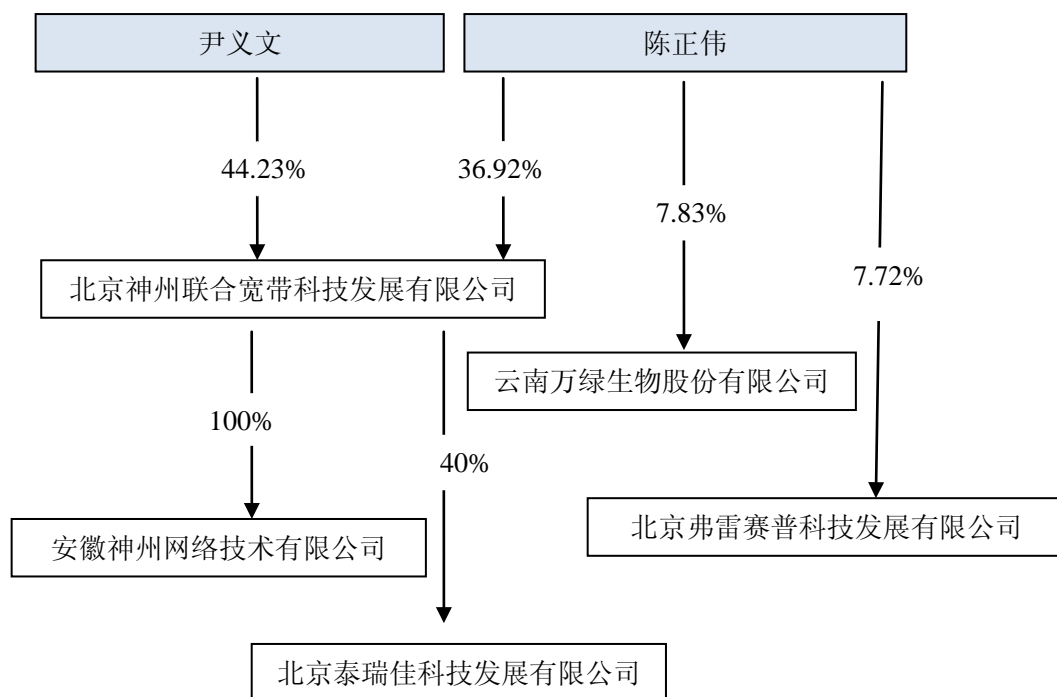 尹义文
陈正伟
44.23%
36.92%
7.83%
7.72%
北京神州联合宽带科技发展有限公司
云南万绿生物股份有限公司
100%
40%
北京弗雷赛普科技发展有限公司
安徽神州网络技术有限公司
北京泰瑞佳科技发展有限公司